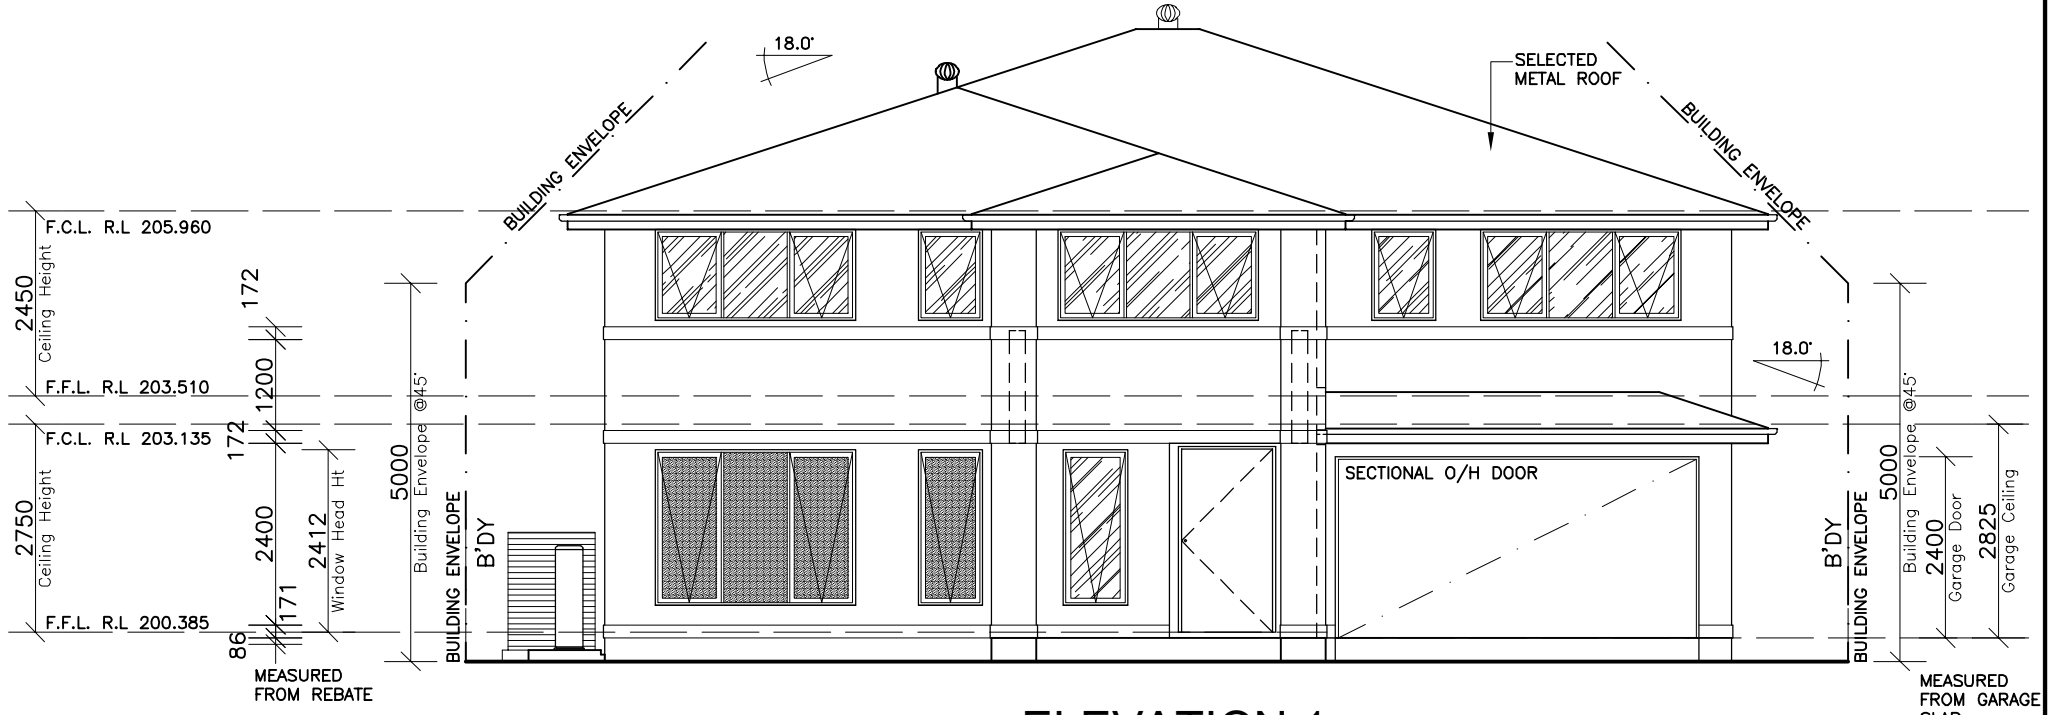 18.0°
SELECTED
METAL ROOF
BUILDING ENVELOPE
BUILDING ENVELOPE
F.C.L. R.L 205.960
2450
Ceiling Height
172
F.F.L. R.L 203.510
1200
F.C.L. R.L 203.135
172
2750
Ceiling Height
2400
2412
Window Head Ht
171
F.F.L. R.L 200.385
86
MEASURED
FROM REBATE
5000
Building Envelope @45°
BUILDING ENVELOPE
B'DY
SECTIONAL O/H DOOR
18.0°
B'DY
BUILDING ENVELOPE
5000
Building Envelope @45°
2400
Garage Door
2825
Garage Ceiling
MEASURED
FROM GARAGE
SLAB
ELEVATION 1